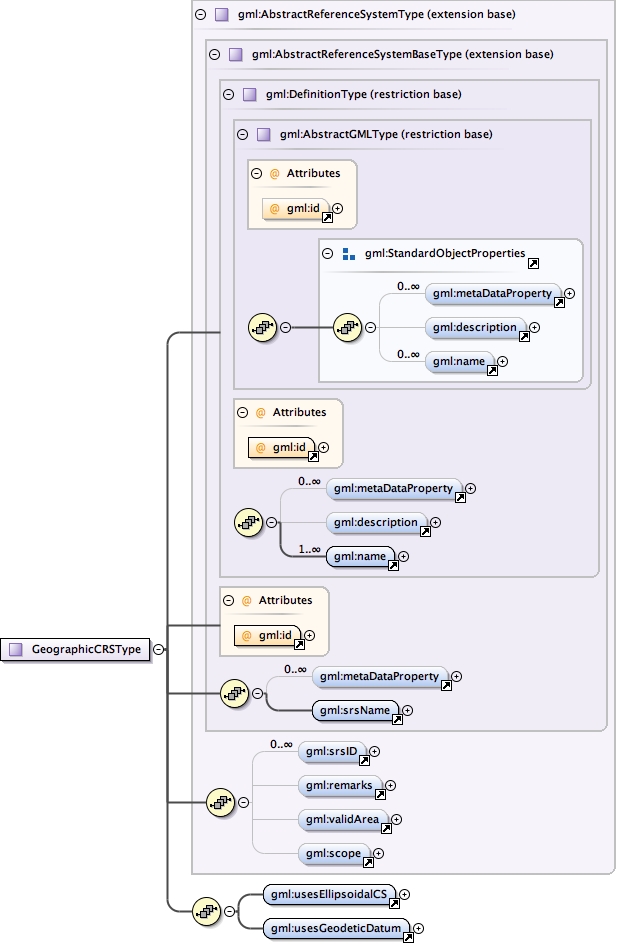 gml:AbstractReferenceSystemType (extension base)
gml:AbstractReferenceSystemBaseType (extension base)
gml:DefinitionType (restriction base)
gml:AbstractGMLType (restriction base)
@ Attributes
@ gml:id
gml:StandardObjectProperties
0..∞
gml:metaDataProperty
gml:description
0..∞
gml:name
@ Attributes
@ gml:id
0..∞
gml:metaDataProperty
gml:description
1..∞
gml:name
@ Attributes
@ gml:id
GeographicCRSType
0..∞
gml:metaDataProperty
gml:srsName
0..∞
gml:srsID
gml:remarks
gml:validArea
gml:scope
gml:usesEllipsoidalCS
gml:usesGeodeticDatum